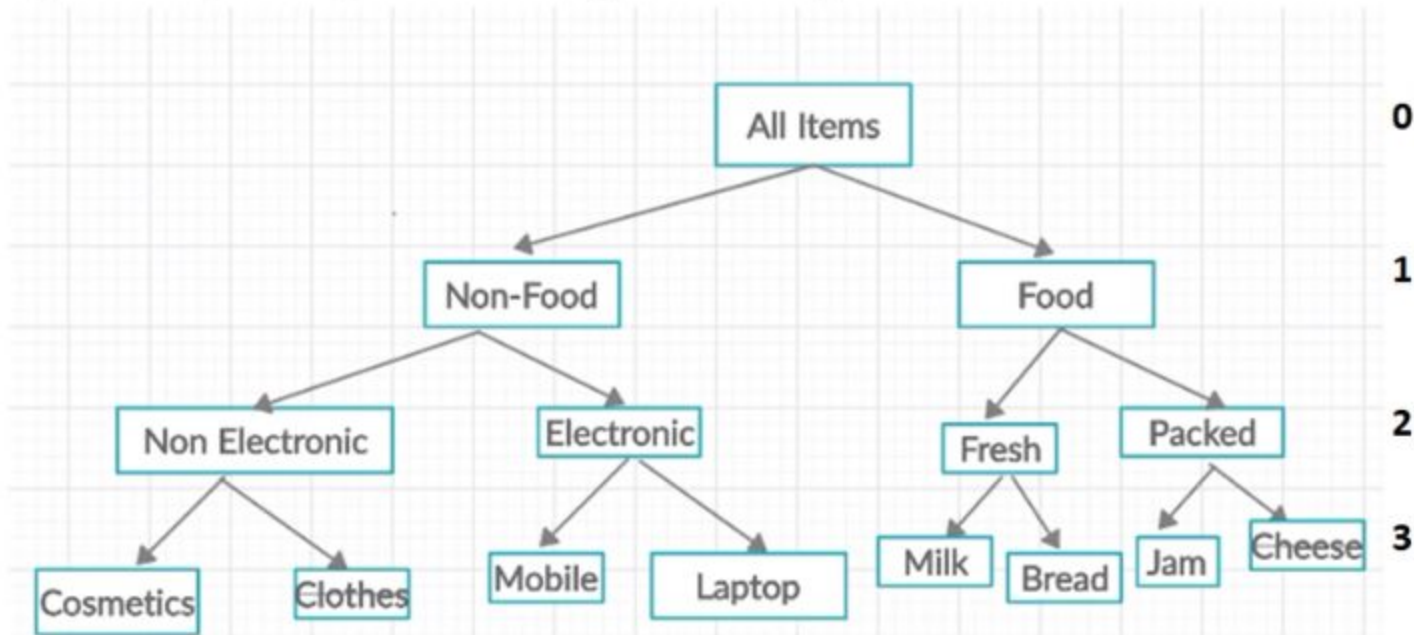 All Items
0
Non-Food
Food
1
Non Electronic
Electronic
Fresh
Packed
2
Cosmetics
Clothes
Mobile
Laptop
Milk
Bread
Jam
Cheese
3